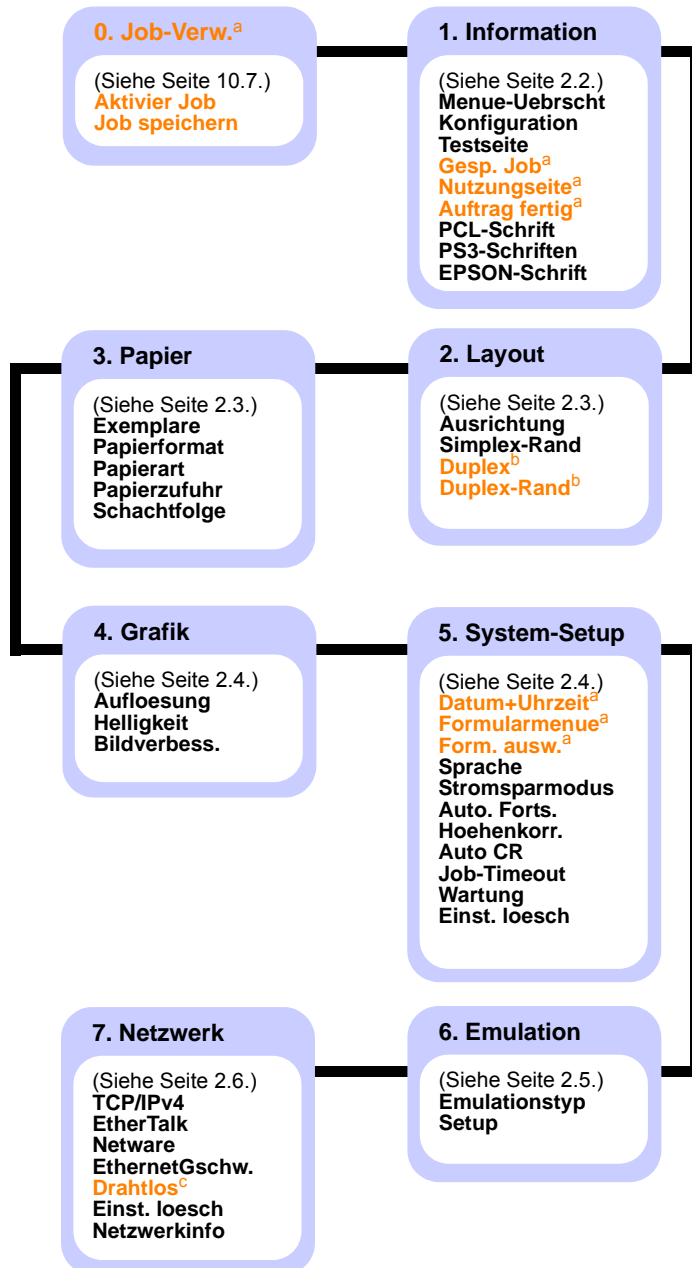 0. Job-Verw.a
(Siehe Seite 10.7.)
Aktivier Job
Job speichern
1. Information
(Siehe Seite 2.2.)
Menue-Uebrscht
Konfiguration
Testseite
Gesp. Joba
Nutzungseitea
Auftrag fertiga
PCL-Schrift
PS3-Schriften
EPSON-Schrift
2. Layout
(Siehe Seite 2.3.)
Ausrichtung
Simplex-Rand
Duplexb
Duplex-Randb
3. Papier
(Siehe Seite 2.3.)
Exemplare
Papierformat
Papierart
Papierzufuhr
Schachtfolge
4. Grafik
(Siehe Seite 2.4.)
Aufloesung
Helligkeit
Bildverbess.
5. System-Setup
(Siehe Seite 2.4.)
Datum+Uhrzeita
Formularmenuea
Form. ausw.a
Sprache
Stromsparmodus
Auto. Forts.
Hoehenkorr.
Auto CR
Job-Timeout
Wartung
Einst. loesch
6. Emulation
(Siehe Seite 2.5.)
Emulationstyp
Setup
7. Netzwerk
(Siehe Seite 2.6.)
TCP/IPv4
EtherTalk
Netware
EthernetGschw.
Drahtlosc
Einst. loesch
Netzwerkinfo